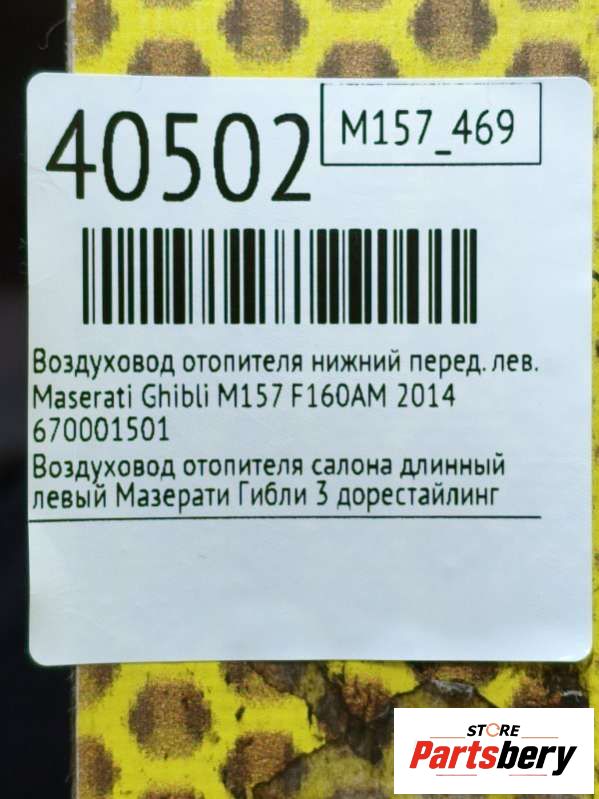 40502
M157_469
Воздуховод отопителя нижний перед. лев.
Maserati Ghibli M157 F160AM 2014
670001501
Воздуховод отопителя салона длинный
левый Мазерати Гибли 3 дорестайлинг
STORE
Partsbery